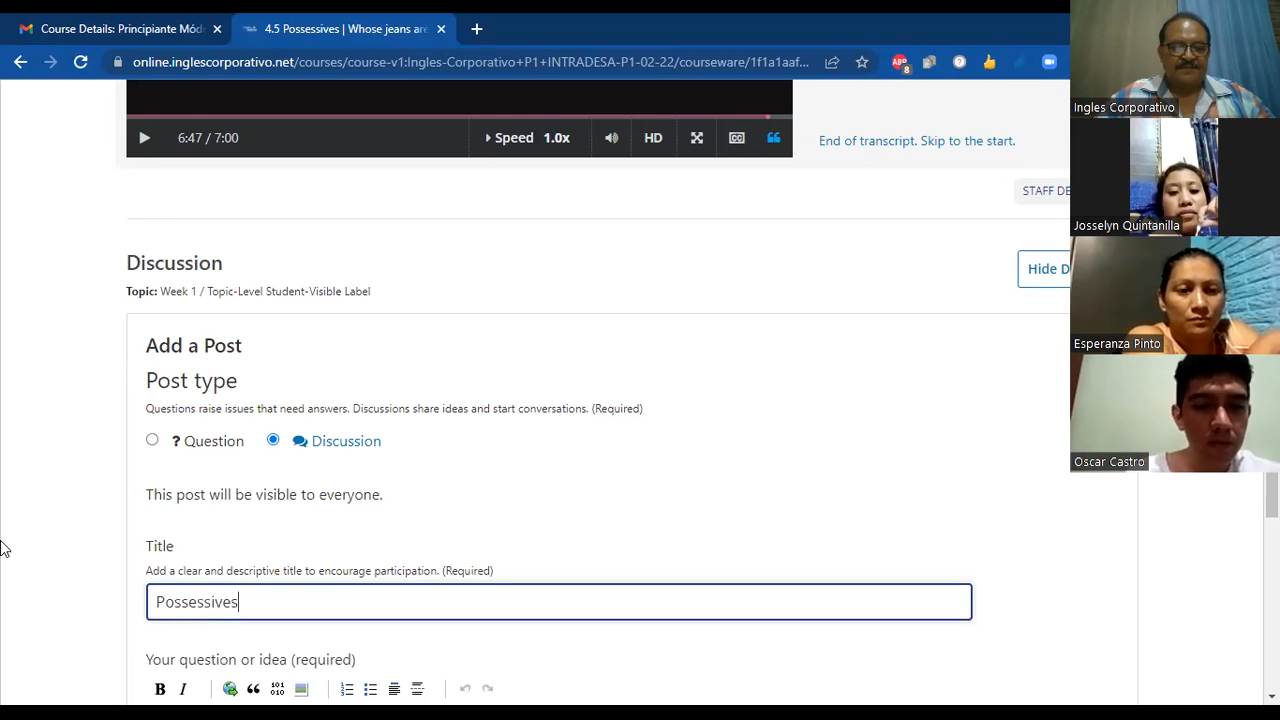 Course Details: Principiante Mód
4.5 Possessives | Whose jeans are
online.inglescorporativo.net/courses/course-v1:Ingles-Corporativo+P1+INTRADESA-P1-02-22/courseware/1f1a1aaf...
ABP
8
Ingles Corporativo
6:47 / 7:00
Speed 1.0x
HD
CC
End of transcript. Skip to the start.
STAFF DE
Josselyn Quintanilla
Discussion
Hide D
Topic: Week 1 / Topic-Level Student-Visible Label
Add a Post
Esperanza Pinto
Post type
Questions raise issues that need answers. Discussions share ideas and start conversations. (Required)
? Question
Discussion
Oscar Castro
This post will be visible to everyone.
Title
Add a clear and descriptive title to encourage participation. (Required)
Possessives
Your question or idea (required)
B I
101
010